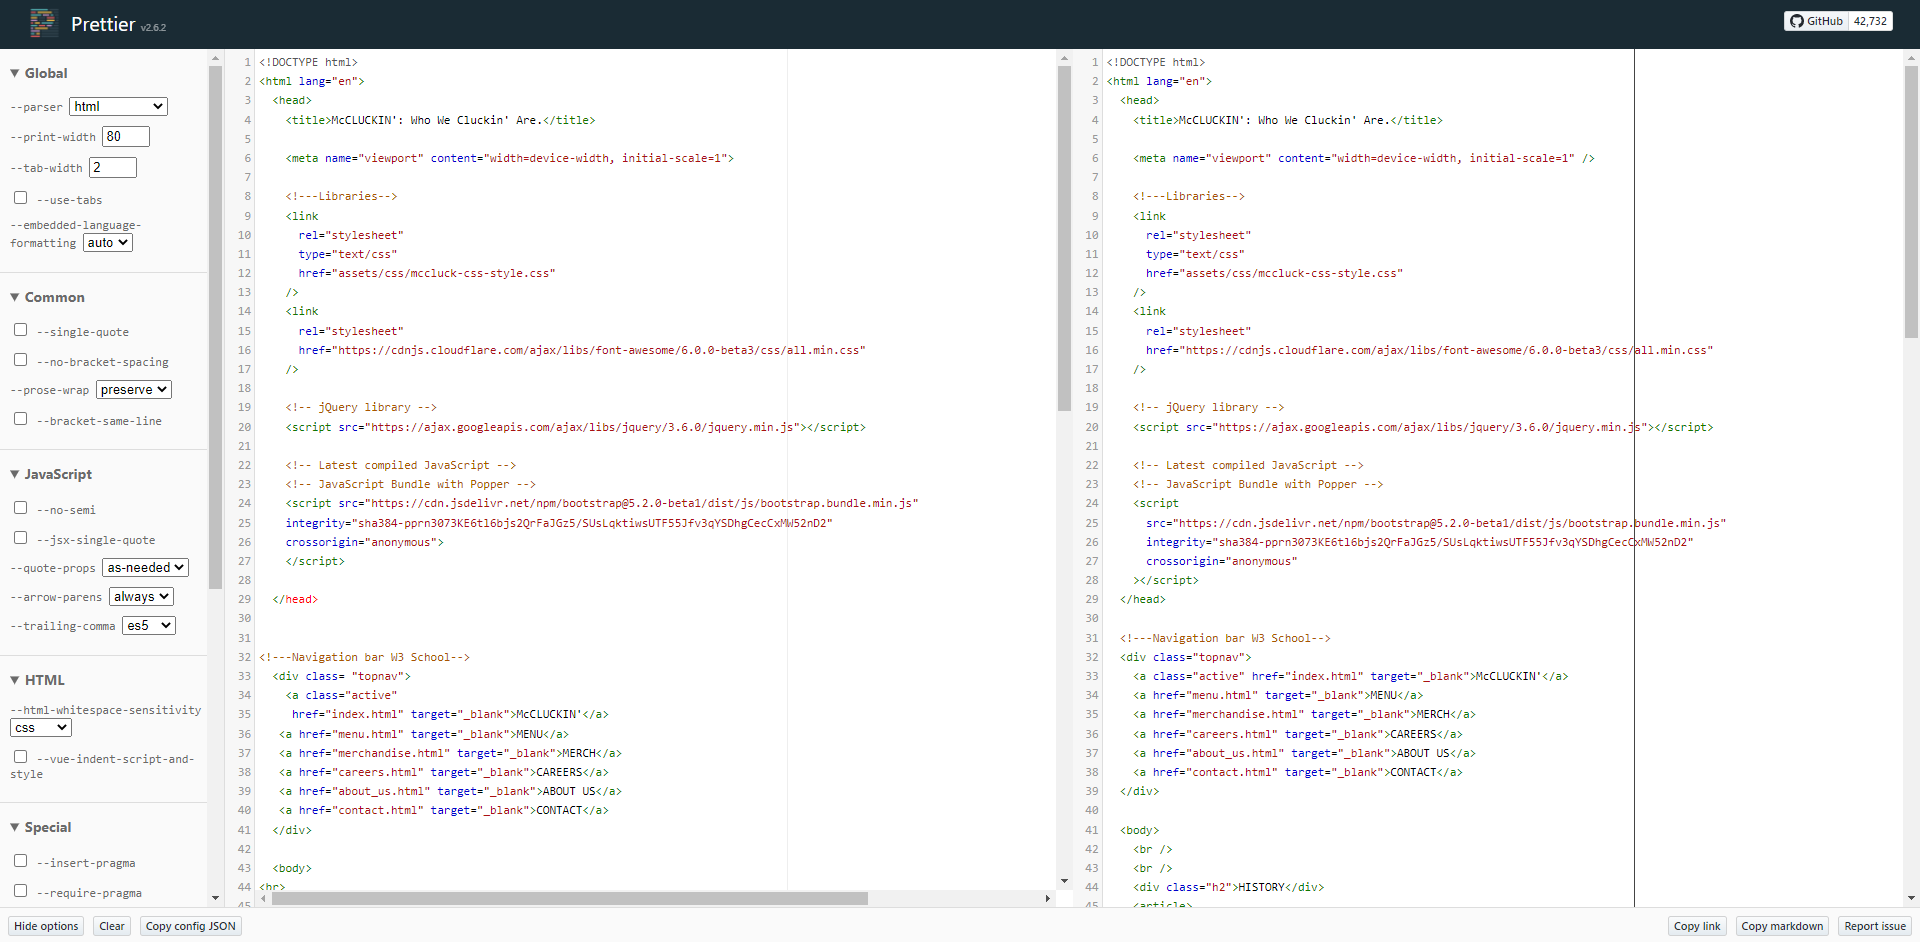 Prettier v2.6.2
GitHub 42,732
▼ Global
--parser html
--print-width 80
--tab-width 2
--use-tabs
--embedded-language-
formatting auto
▼ Common
--single-quote
--no-bracket-spacing
--prose-wrap preserve
--bracket-same-line
▼ JavaScript
--no-semi
--jsx-single-quote
--quote-props as-needed
--arrow-parens always
--trailing-comma es5
▼ HTML
--html-whitespace-sensitivity
css
--vue-indent-script-and-
style
▼ Special
--insert-pragma
--require-pragma
1 <!DOCTYPE html>
2 <html lang="en">
3 <head>
4 <title>McCLUCKIN': Who We Cluckin' Are.</title>
5
6 <meta name="viewport" content="width=device-width, initial-scale=1">
7
8 <!---Libraries-->
9 <link
10 rel="stylesheet"
11 type="text/css"
12 href="assets/css/mccluck-css-style.css"
13 />
14 <link
15 rel="stylesheet"
16 href="https://cdnjs.cloudflare.com/ajax/libs/font-awesome/6.0.0-beta3/css/all.min.css"
17 />
18
19 <!-- jQuery library -->
20 <script src="https://ajax.googleapis.com/ajax/libs/jquery/3.6.0/jquery.min.js"></script>
21
22 <!-- Latest compiled JavaScript -->
23 <!-- JavaScript Bundle with Popper -->
24 <script src="https://cdn.jsdelivr.net/npm/bootstrap@5.2.0-beta1/dist/js/bootstrap.bundle.min.js"
25 integrity="sha384-pprn3073KE6tl6bjs2QrFaJGz5/SUsLqktiwsUTF55Jfv3qYSDhgCecCxMW52nD2"
26 crossorigin="anonymous">
27 </script>
28
29 </head>
30
31
32 <!---Navigation bar W3 School-->
33 <div class= "topnav">
34 <a class="active"
35 href="index.html" target="_blank">McCLUCKIN'</a>
36 <a href="menu.html" target="_blank">MENU</a>
37 <a href="merchandise.html" target="_blank">MERCH</a>
38 <a href="careers.html" target="_blank">CAREERS</a>
39 <a href="about_us.html" target="_blank">ABOUT US</a>
40 <a href="contact.html" target="_blank">CONTACT</a>
41 </div>
42
43 <body>
44 <br>
45
1 <!DOCTYPE html>
2 <html lang="en">
3 <head>
4 <title>McCLUCKIN': Who We Cluckin' Are.</title>
5
6 <meta name="viewport" content="width=device-width, initial-scale=1" />
7
8 <!---Libraries-->
9 <link
10 rel="stylesheet"
11 type="text/css"
12 href="assets/css/mccluck-css-style.css"
13 />
14 <link
15 rel="stylesheet"
16 href="https://cdnjs.cloudflare.com/ajax/libs/font-awesome/6.0.0-beta3/css/all.min.css"
17 />
18
19 <!-- jQuery library -->
20 <script src="https://ajax.googleapis.com/ajax/libs/jquery/3.6.0/jquery.min.js"></script>
21
22 <!-- Latest compiled JavaScript -->
23 <!-- JavaScript Bundle with Popper -->
24 <script
25 src="https://cdn.jsdelivr.net/npm/bootstrap@5.2.0-beta1/dist/js/bootstrap.bundle.min.js"
26 integrity="sha384-pprn3073KE6tl6bjs2QrFaJGz5/SUsLqktiwsUTF55Jfv3qYSDhgCecCxMW52nD2"
27 crossorigin="anonymous"
28 ></script>
29 </head>
30
31 <!---Navigation bar W3 School-->
32 <div class="topnav">
33 <a class="active" href="index.html" target="_blank">McCLUCKIN'</a>
34 <a href="menu.html" target="_blank">MENU</a>
35 <a href="merchandise.html" target="_blank">MERCH</a>
36 <a href="careers.html" target="_blank">CAREERS</a>
37 <a href="about_us.html" target="_blank">ABOUT US</a>
38 <a href="contact.html" target="_blank">CONTACT</a>
39 </div>
40
41 <body>
42 <br />
43 <br />
44 <div class="h2">HISTORY</div>
45 <article>
Hide options Clear Copy config JSON Copy link Copy markdown Report issue